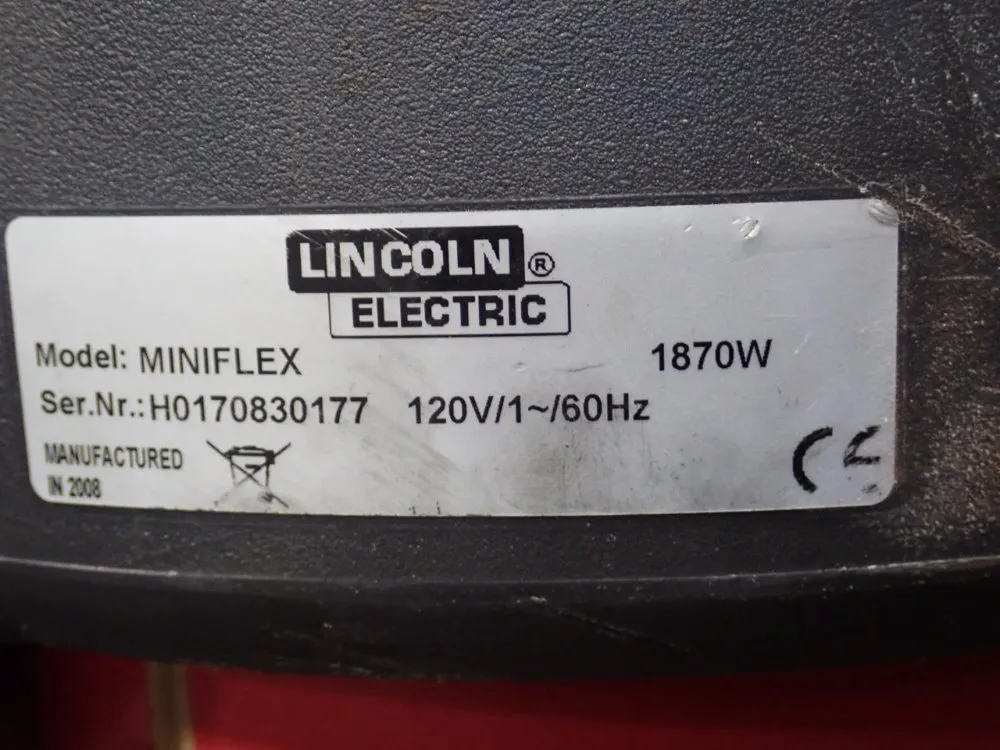 LINCOLN ®
ELECTRIC
Model: MINIFLEX 1870W
Ser.Nr.:H0170830177 120V/1~/60Hz
MANUFACTURED
IN 2008
CE